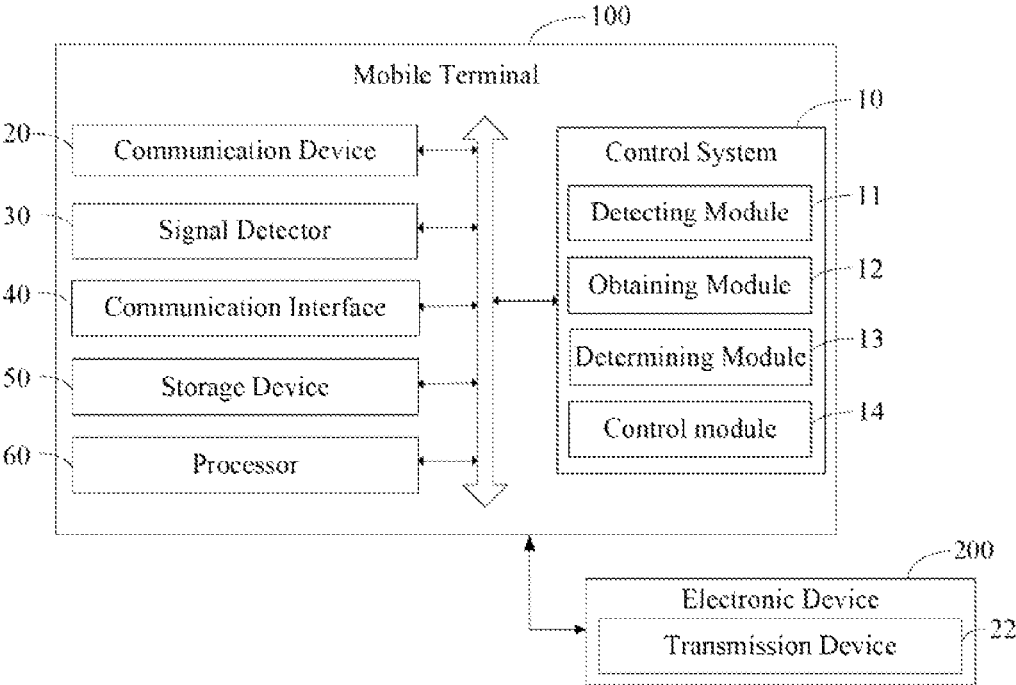 100
Mobile Terminal
10
20
Communication Device
Control System
30
Signal Detector
Detecting Module
11
40
Communication Interface
Obtaining Module
12
50
Storage Device
Determining Module
13
60
Processor
Control module
14
200
Electronic Device
Transmission Device
22